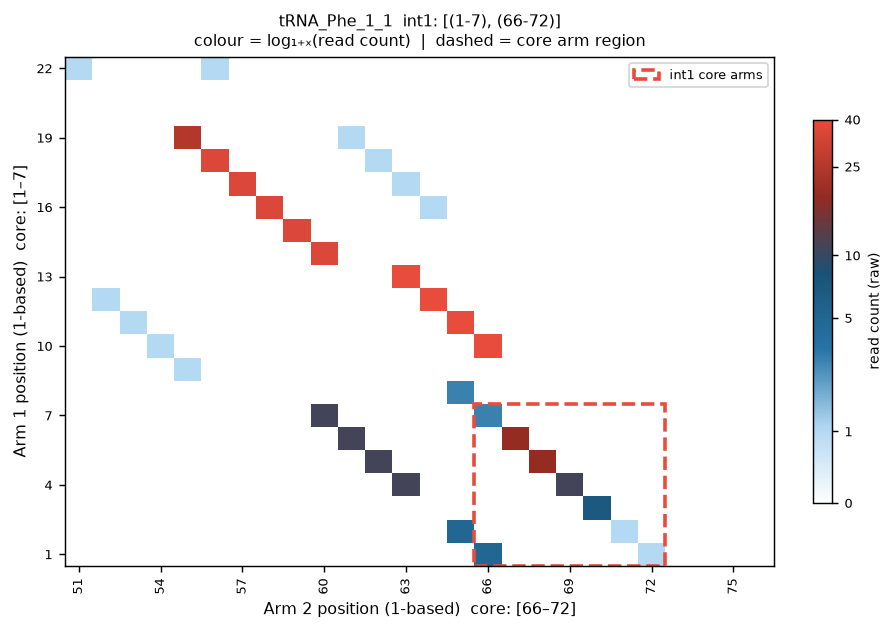 tRNA_Phe_1_1  int1: [(1-7), (66-72)]
colour = log₁₊ₓ(read count)  |  dashed = core arm region
int1 core arms
Arm 1 position (1-based)  core: [1–7]
22
19
16
13
10
7
4
1
51 54 57 60 63 66 69 72 75
Arm 2 position (1-based)  core: [66–72]
40
25
10
5
1
0
read count (raw)